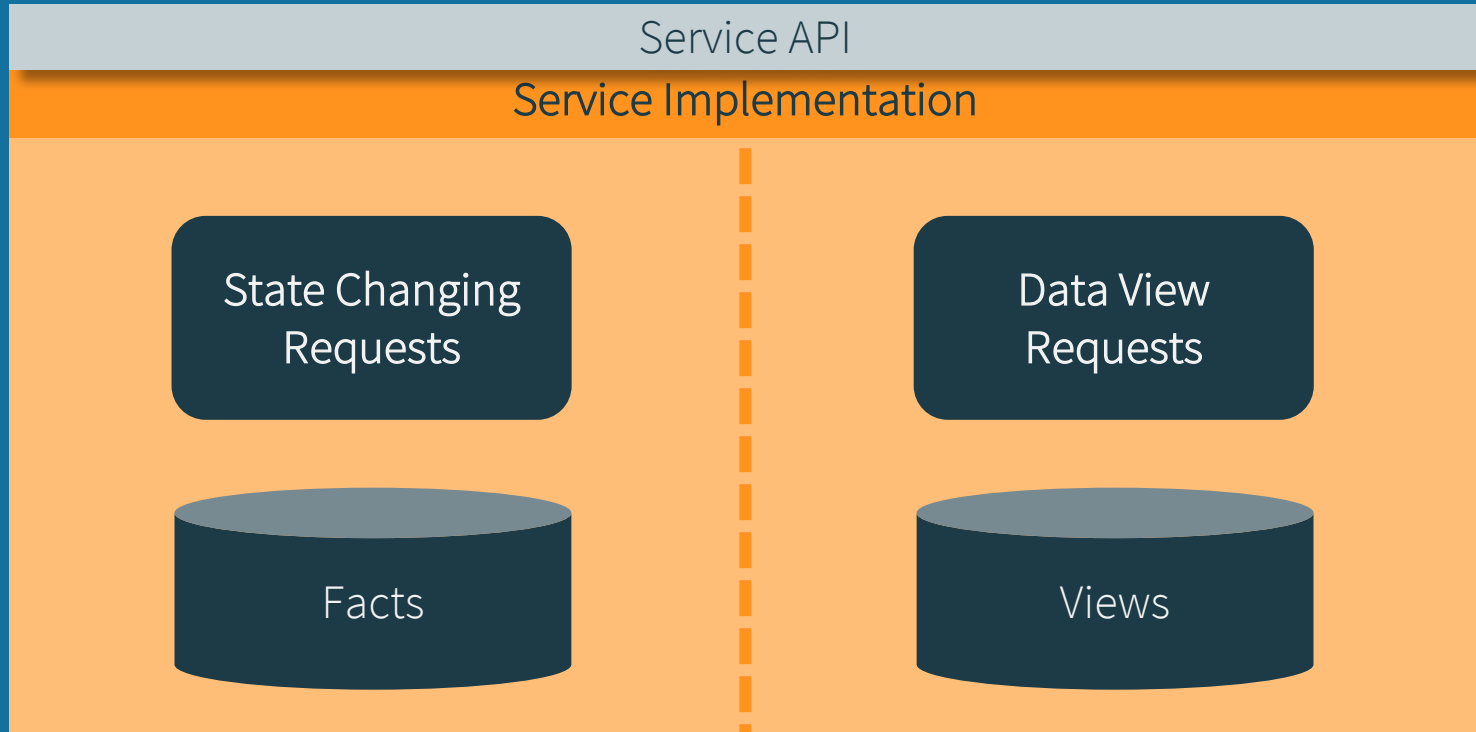 Service API
Service Implementation
State Changing
Requests
Data View
Requests
Facts
Views